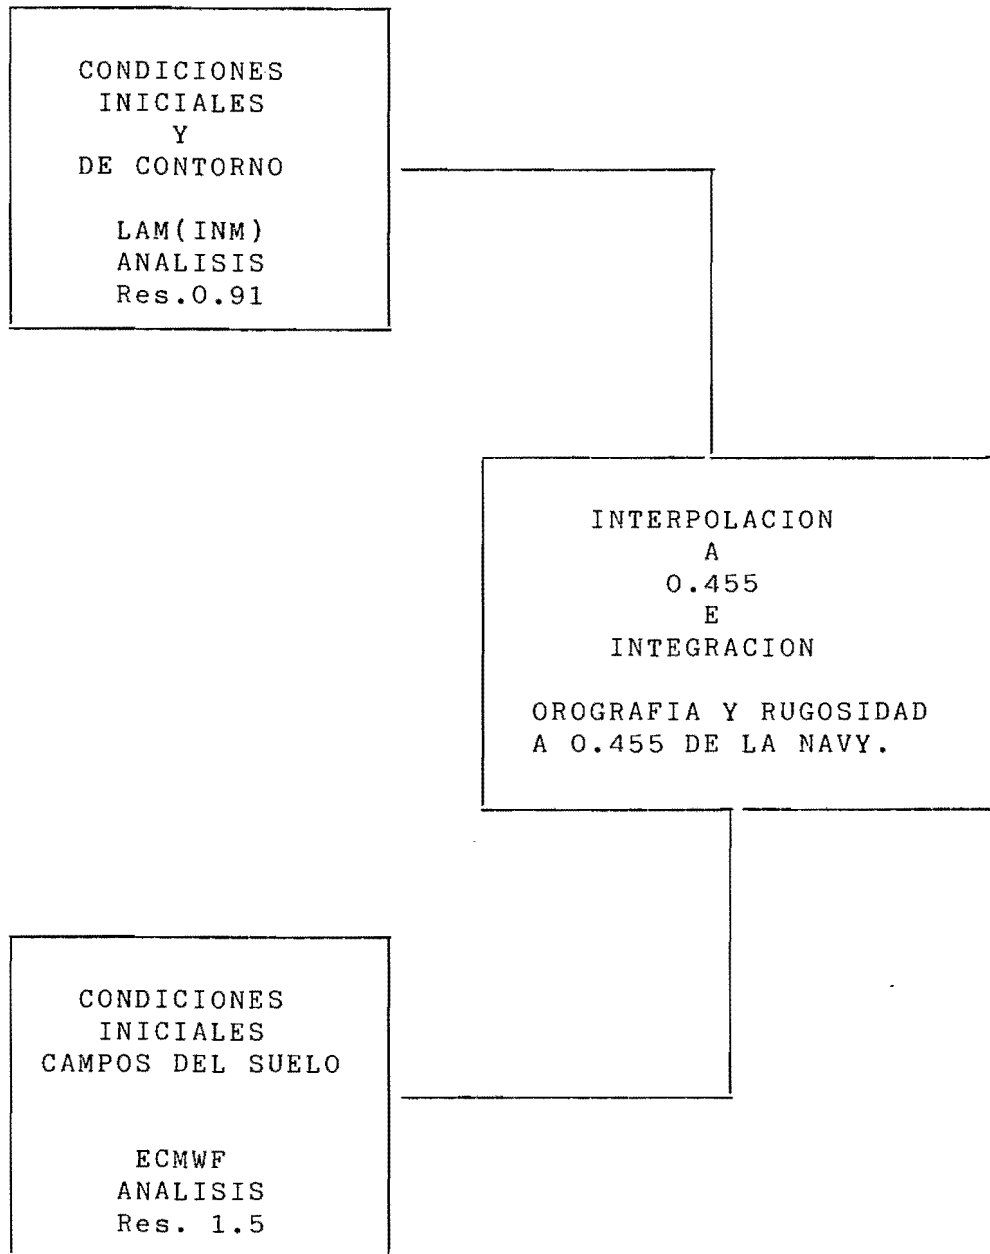 CONDICIONES
INICIALES
Y
DE CONTORNO
LAM(INM)
ANALISIS
Res.0.91
INTERPOLACION
A
0.455
E
INTEGRACION
OROGRAFIA Y RUGOSIDAD
A 0.455 DE LA NAVY.
CONDICIONES
INICIALES
CAMPOS DEL SUELO
ECMWF
ANALISIS
Res. 1.5